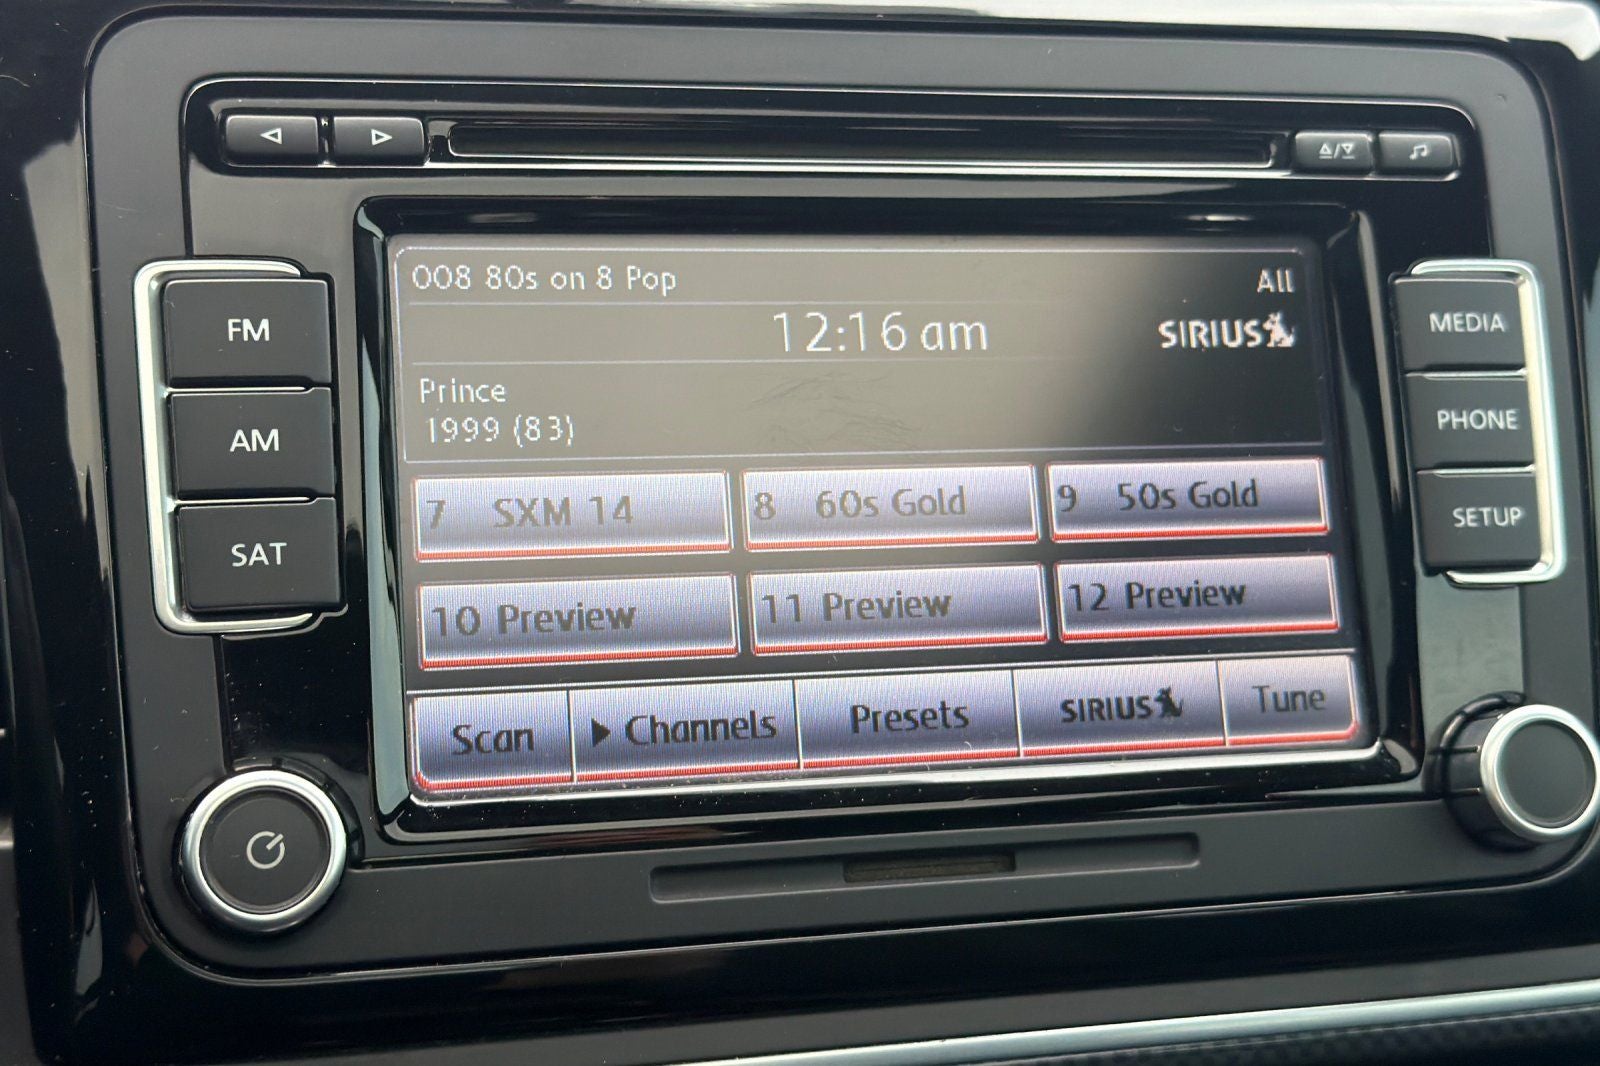 008 80s on 8 Pop
All
12:16 am
SIRIUS
Prince
1999 (83)
7 SXM 14
8 60s Gold
9 50s Gold
10 Preview
11 Preview
12 Preview
Scan
Channels
Presets
SIRIUS
Tune
FM
AM
SAT
MEDIA
PHONE
SETUP